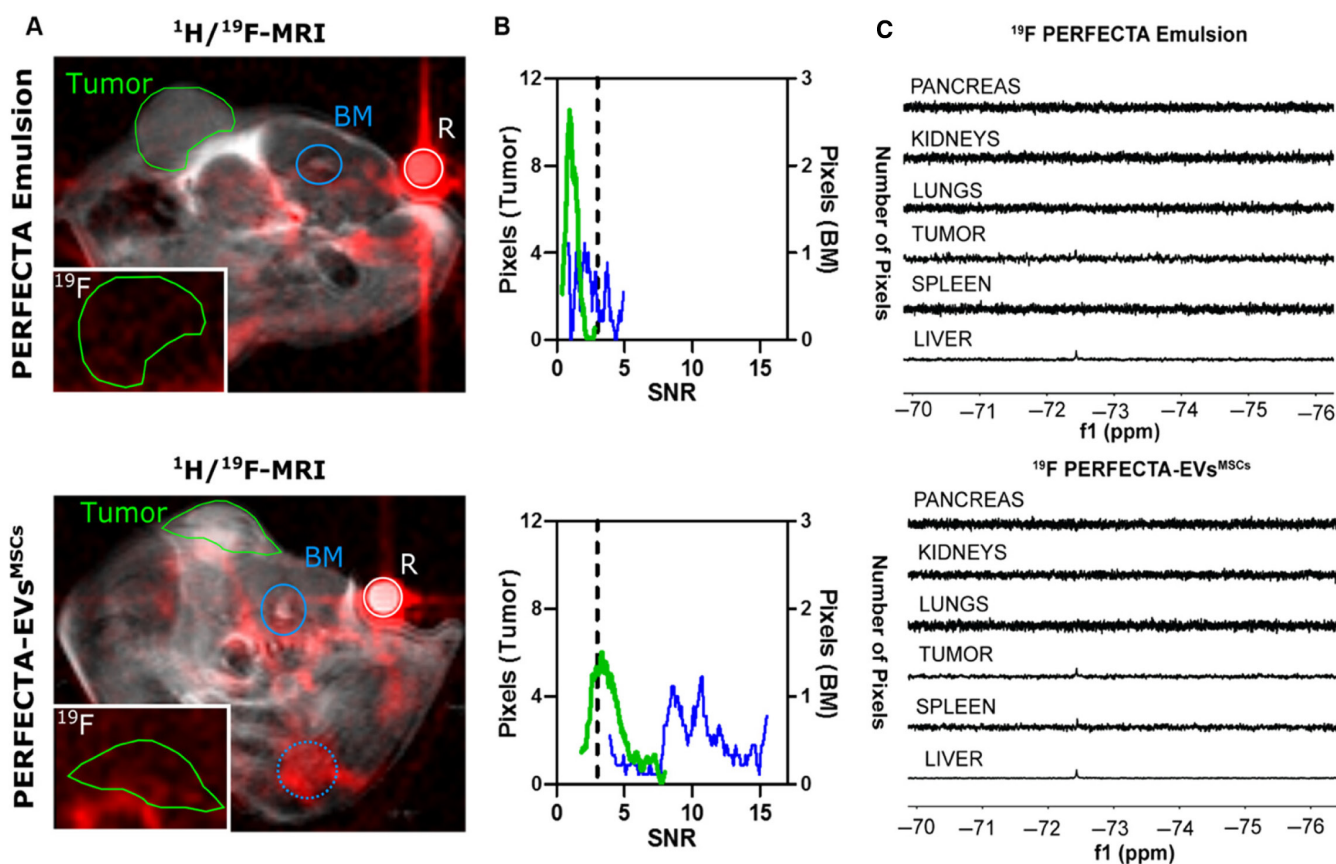 A
¹H/¹⁹F-MRI
PERFECTA Emulsion
Tumor
BM
R
¹⁹F
B
12
8
4
0
3
2
1
0
Pixels (Tumor)
Pixels (BM)
0 5 10 15
SNR
C
¹⁹F PERFECTA Emulsion
Number of Pixels
PANCREAS
KIDNEYS
LUNGS
TUMOR
SPLEEN
LIVER
–70 –71 –72 –73 –74 –75 –76
f1 (ppm)
¹H/¹⁹F-MRI
PERFECTA-EVsᴹˢᶜˢ
Tumor
BM
R
¹⁹F
12
8
4
0
3
2
1
0
Pixels (Tumor)
Pixels (BM)
0 5 10 15
SNR
¹⁹F PERFECTA-EVsᴹˢᶜˢ
Number of Pixels
PANCREAS
KIDNEYS
LUNGS
TUMOR
SPLEEN
LIVER
–70 –71 –72 –73 –74 –75 –76
f1 (ppm)